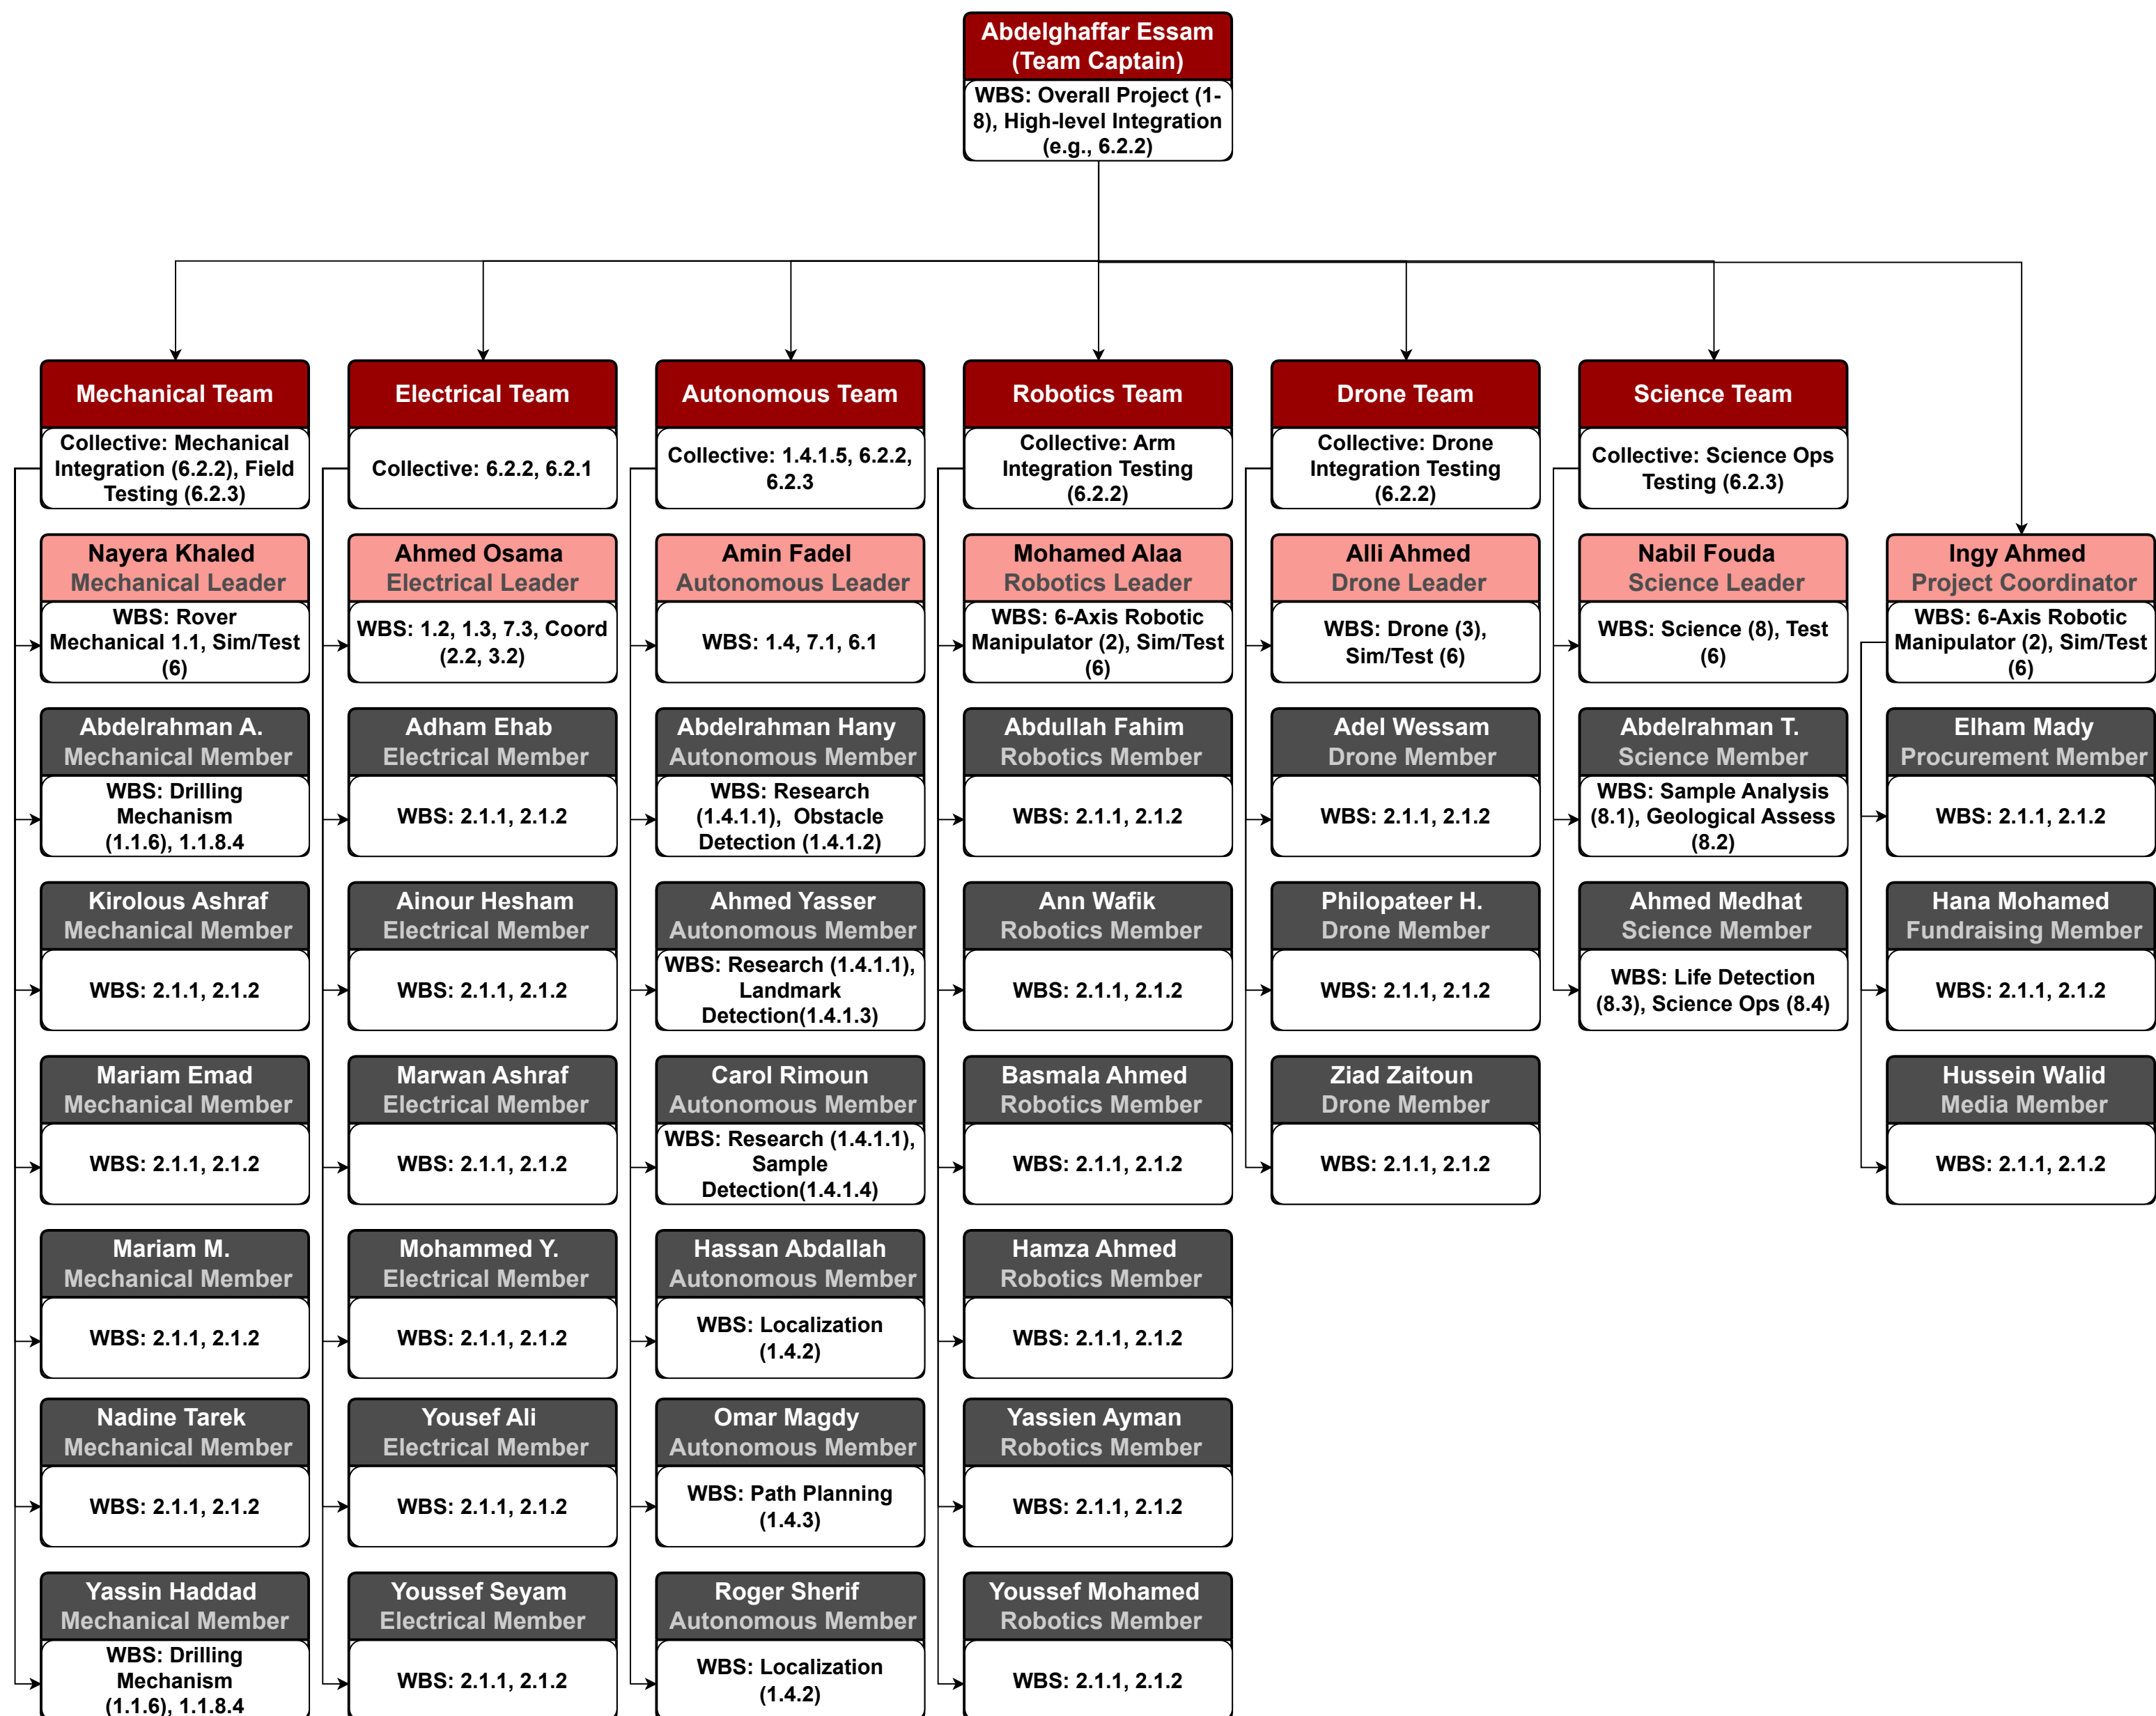 Abdelghaffar Essam
(Team Captain)
WBS: Overall Project (1-
8), High-level Integration
(e.g., 6.2.2)
Mechanical Team
Collective: Mechanical
Integration (6.2.2), Field
Testing (6.2.3)
Nayera Khaled
Mechanical Leader
WBS: Rover
Mechanical 1.1, Sim/Test
(6)
Abdelrahman A.
Mechanical Member
WBS: Drilling
Mechanism
(1.1.6), 1.1.8.4
Kirolous Ashraf
Mechanical Member
WBS: 2.1.1, 2.1.2
Mariam Emad
Mechanical Member
WBS: 2.1.1, 2.1.2
Mariam M.
Mechanical Member
WBS: 2.1.1, 2.1.2
Nadine Tarek
Mechanical Member
WBS: 2.1.1, 2.1.2
Yassin Haddad
Mechanical Member
WBS: Drilling
Mechanism
(1.1.6), 1.1.8.4
Electrical Team
Collective: 6.2.2, 6.2.1
Ahmed Osama
Electrical Leader
WBS: 1.2, 1.3, 7.3, Coord
(2.2, 3.2)
Adham Ehab
Electrical Member
WBS: 2.1.1, 2.1.2
Ainour Hesham
Electrical Member
WBS: 2.1.1, 2.1.2
Marwan Ashraf
Electrical Member
WBS: 2.1.1, 2.1.2
Mohammed Y.
Electrical Member
WBS: 2.1.1, 2.1.2
Yousef Ali
Electrical Member
WBS: 2.1.1, 2.1.2
Youssef Seyam
Electrical Member
WBS: 2.1.1, 2.1.2
Autonomous Team
Collective: 1.4.1.5, 6.2.2,
6.2.3
Amin Fadel
Autonomous Leader
WBS: 1.4, 7.1, 6.1
Abdelrahman Hany
Autonomous Member
WBS: Research
(1.4.1.1), Obstacle
Detection (1.4.1.2)
Ahmed Yasser
Autonomous Member
WBS: Research (1.4.1.1),
Landmark
Detection(1.4.1.3)
Carol Rimoun
Autonomous Member
WBS: Research (1.4.1.1),
Sample
Detection(1.4.1.4)
Hassan Abdallah
Autonomous Member
WBS: Localization
(1.4.2)
Omar Magdy
Autonomous Member
WBS: Path Planning
(1.4.3)
Roger Sherif
Autonomous Member
WBS: Localization
(1.4.2)
Robotics Team
Collective: Arm
Integration Testing
(6.2.2)
Mohamed Alaa
Robotics Leader
WBS: 6-Axis Robotic
Manipulator (2), Sim/Test
(6)
Abdullah Fahim
Robotics Member
WBS: 2.1.1, 2.1.2
Ann Wafik
Robotics Member
WBS: 2.1.1, 2.1.2
Basmala Ahmed
Robotics Member
WBS: 2.1.1, 2.1.2
Hamza Ahmed
Robotics Member
WBS: 2.1.1, 2.1.2
Yassien Ayman
Robotics Member
WBS: 2.1.1, 2.1.2
Youssef Mohamed
Robotics Member
WBS: 2.1.1, 2.1.2
Drone Team
Collective: Drone
Integration Testing
(6.2.2)
Alli Ahmed
Drone Leader
WBS: Drone (3),
Sim/Test (6)
Adel Wessam
Drone Member
WBS: 2.1.1, 2.1.2
Philopateer H.
Drone Member
WBS: 2.1.1, 2.1.2
Ziad Zaitoun
Drone Member
WBS: 2.1.1, 2.1.2
Science Team
Collective: Science Ops
Testing (6.2.3)
Nabil Fouda
Science Leader
WBS: Science (8), Test
(6)
Abdelrahman T.
Science Member
WBS: Sample Analysis
(8.1), Geological Assess
(8.2)
Ahmed Medhat
Science Member
WBS: Life Detection
(8.3), Science Ops (8.4)
Ingy Ahmed
Project Coordinator
WBS: 6-Axis Robotic
Manipulator (2), Sim/Test
(6)
Elham Mady
Procurement Member
WBS: 2.1.1, 2.1.2
Hana Mohamed
Fundraising Member
WBS: 2.1.1, 2.1.2
Hussein Walid
Media Member
WBS: 2.1.1, 2.1.2